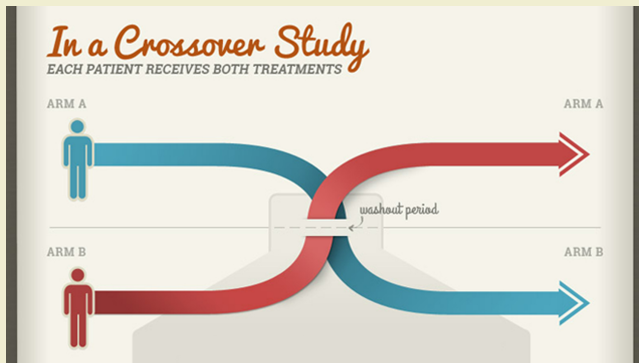 In a Crossover Study
EACH PATIENT RECEIVES BOTH TREATMENTS
ARM A
ARM A
washout period
ARM B
ARM B